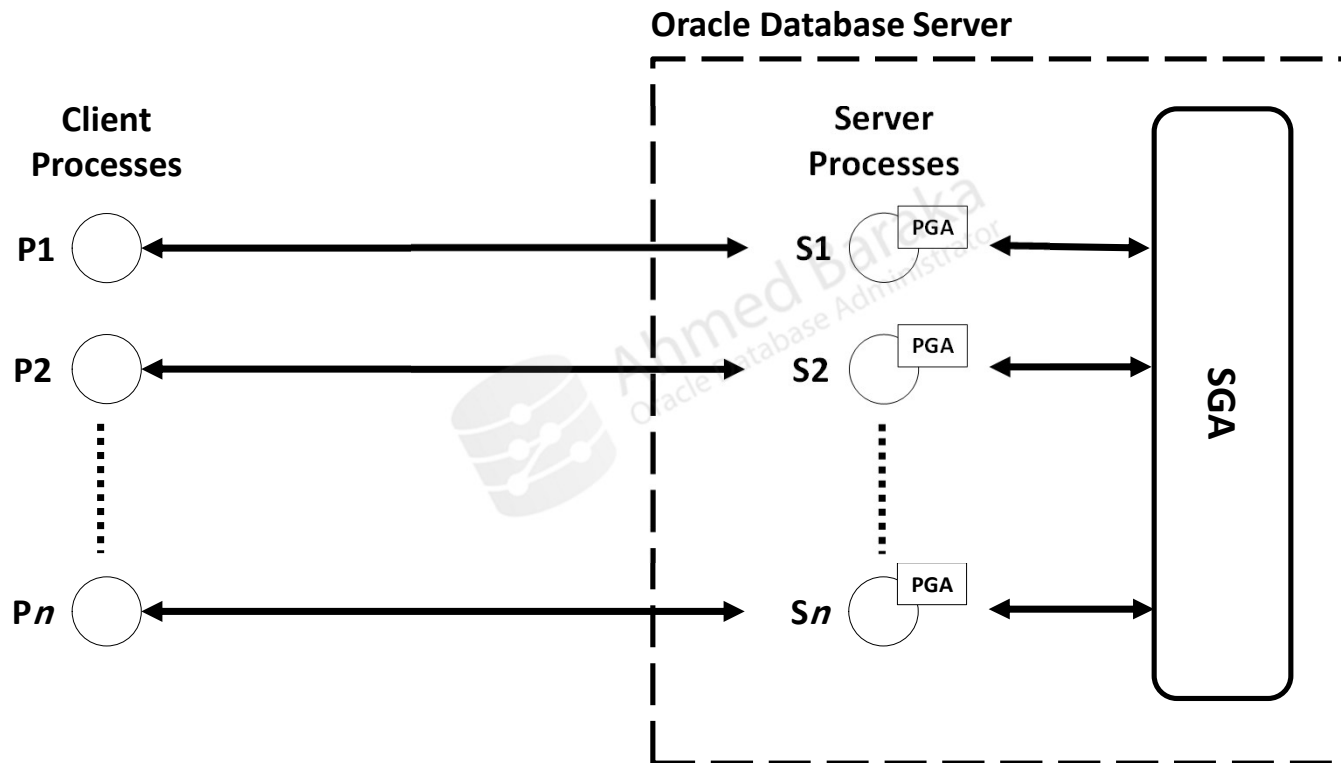 Oracle Database Server
Client
Processes
Server
Processes
P1
S1
PGA
P2
S2
PGA
Pn
Sn
PGA
SGA
Ahmed Baraka
Oracle Database Administrator